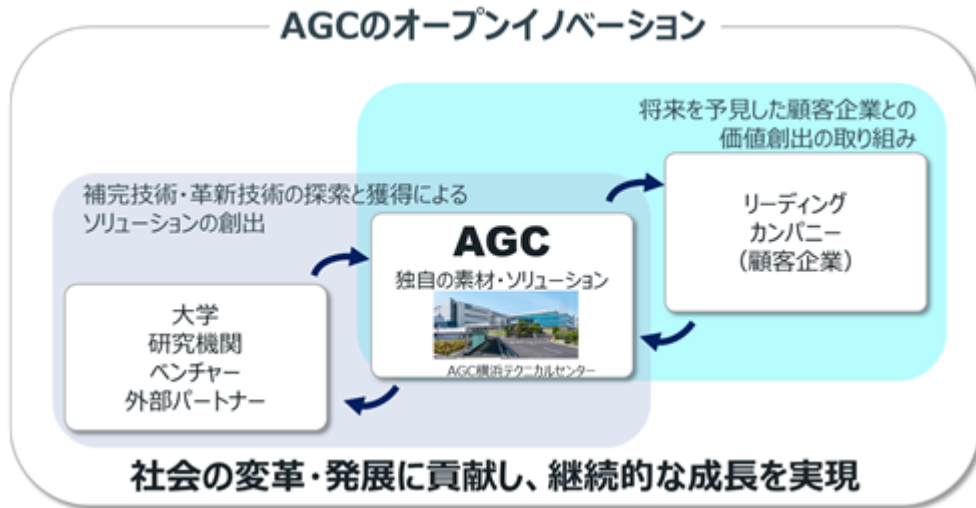 AGCのオープンイノベーション
将来を予見した顧客企業との
価値創出の取り組み
補完技術・革新技術の探索と獲得による
ソリューションの創出
リーディング
カンパニー
(顧客企業)
AGC
独自の素材・ソリューション
AGC横浜テクニカルセンター
大学
研究機関
ベンチャー
外部パートナー
社会の変革・発展に貢献し、継続的な成長を実現